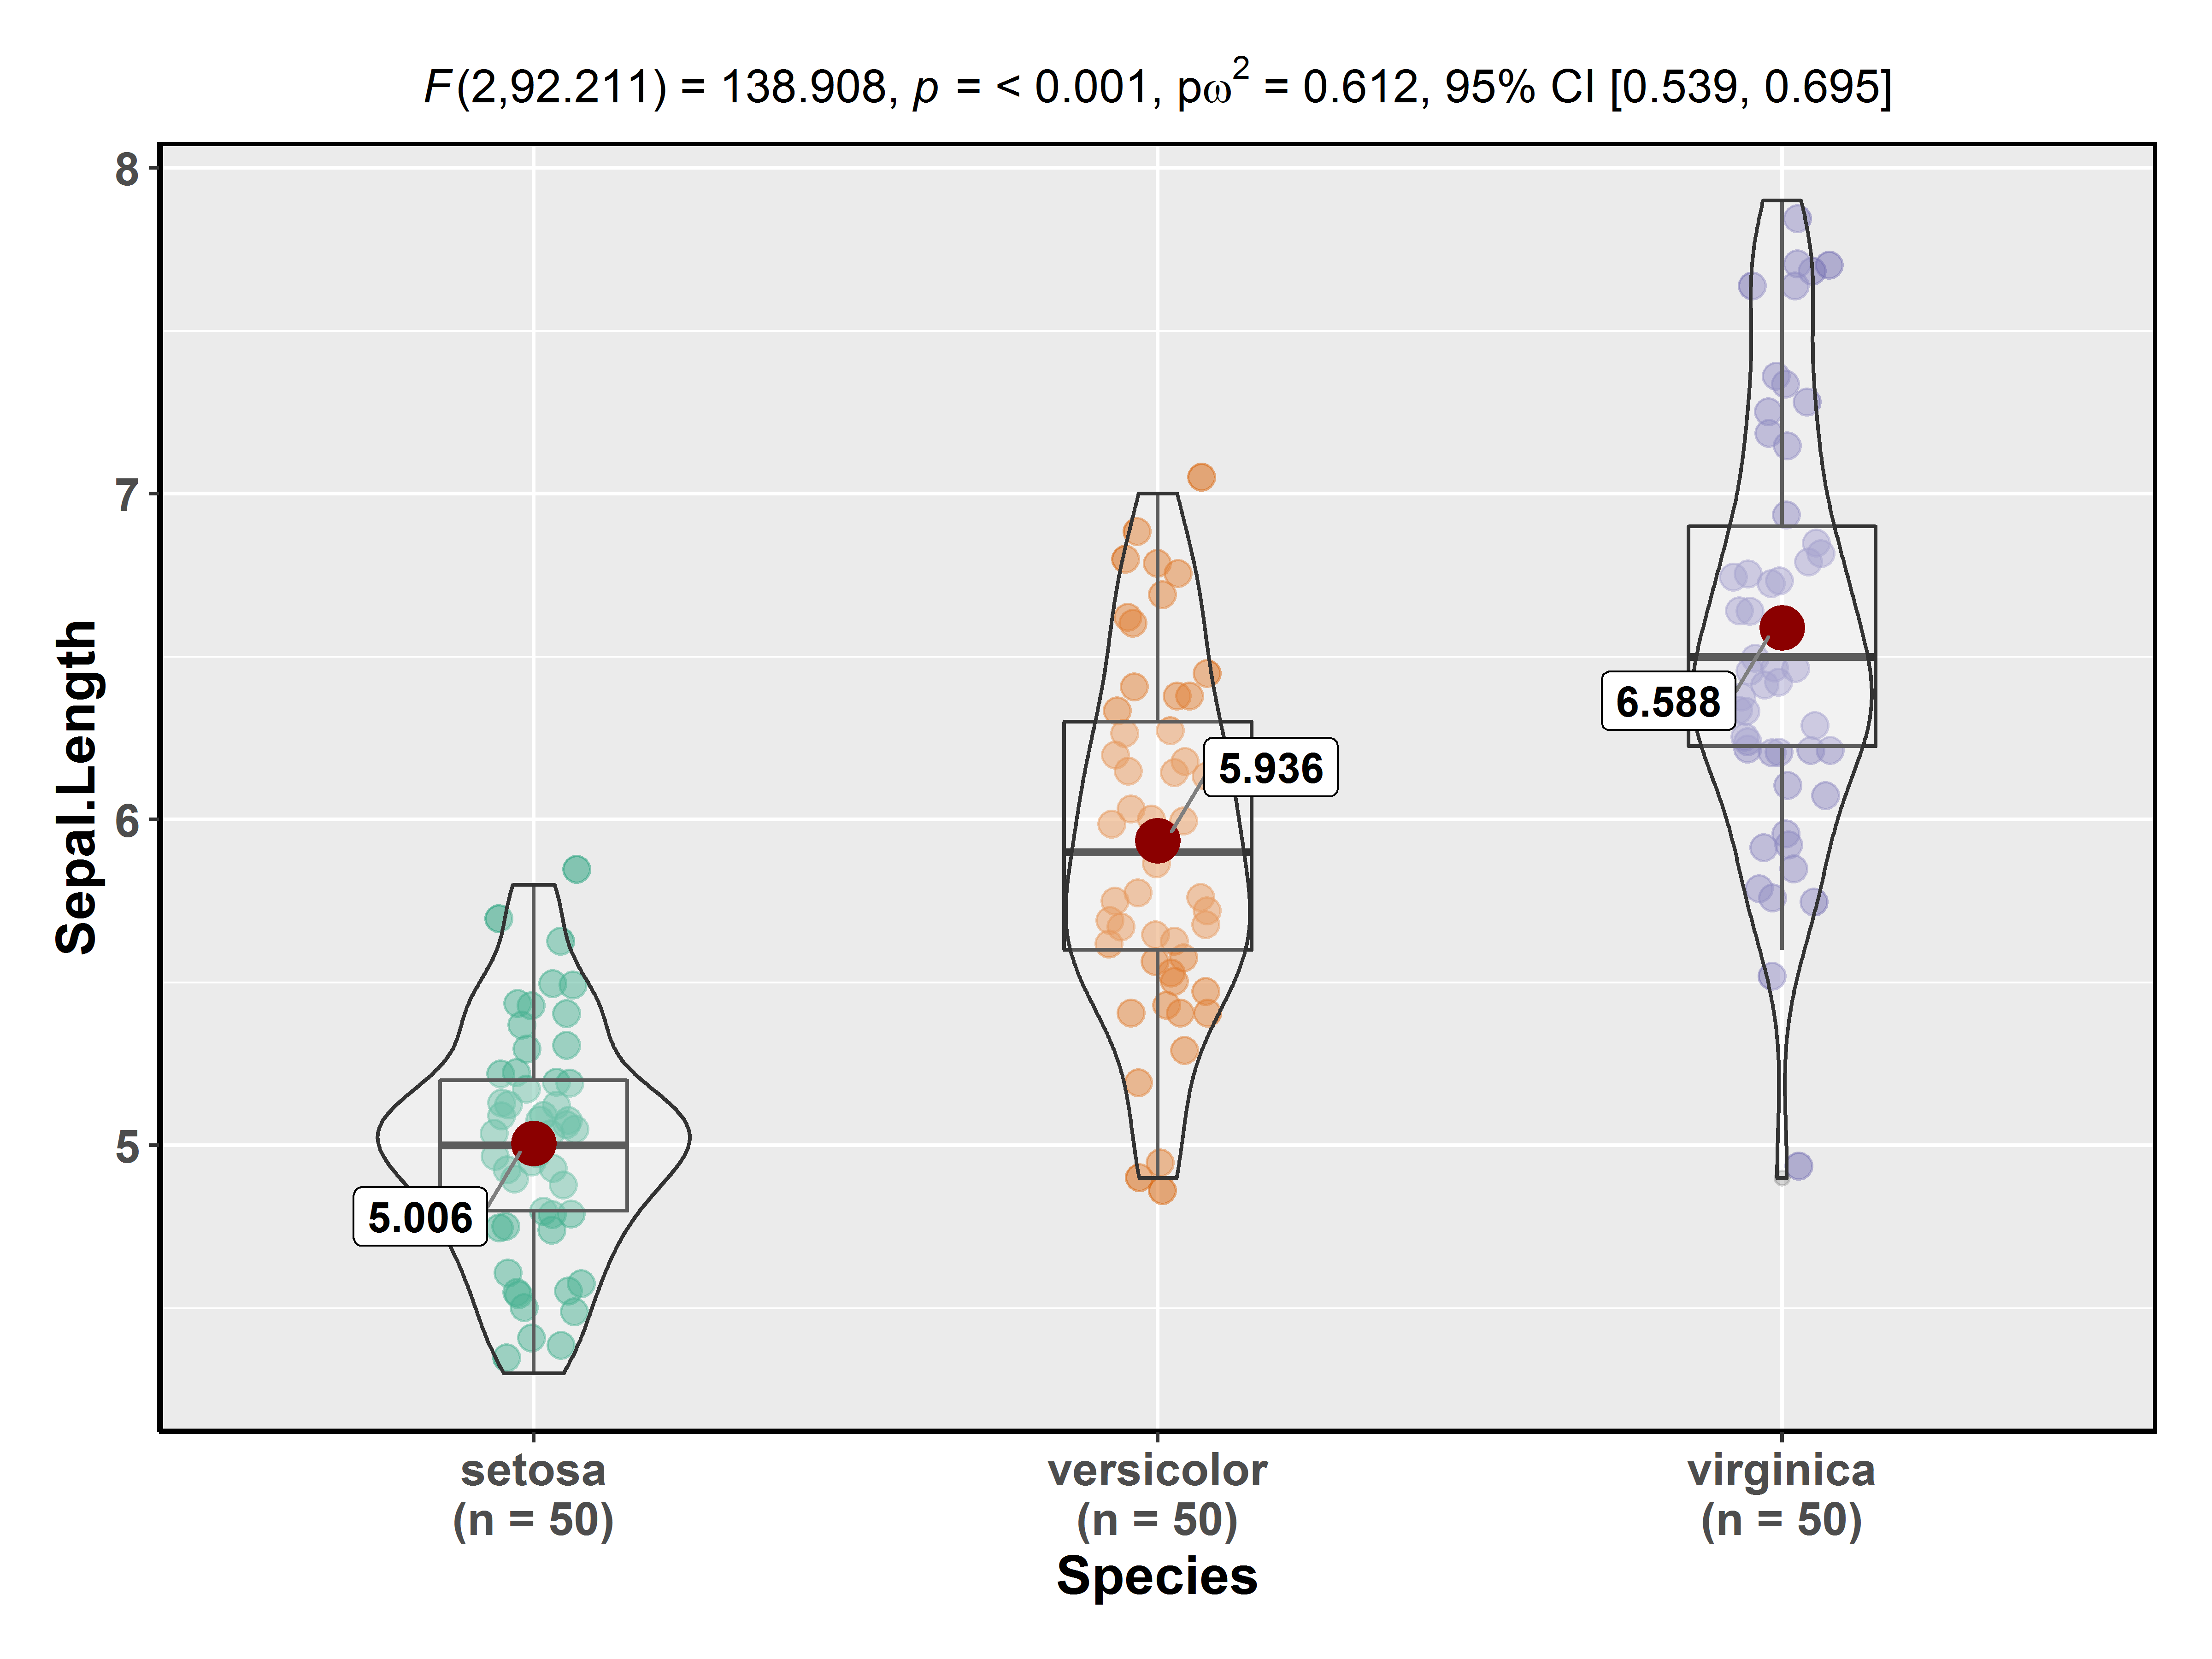 F(2,92.211) = 138.908, p = < 0.001, pω² = 0.612, 95% CI [0.539, 0.695]
8
7
6
5
Sepal.Length
6.588
5.936
5.006
setosa versicolor virginica
(n = 50) (n = 50) (n = 50)
Species